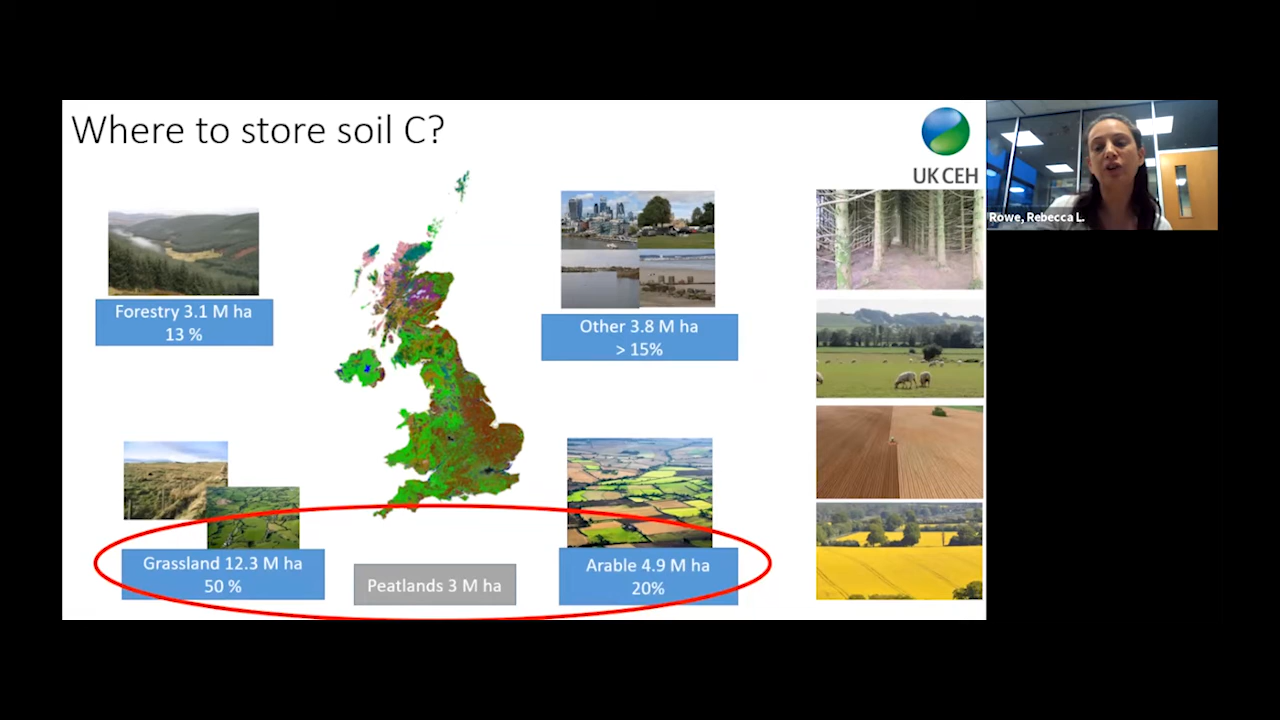 Where to store soil C?
UK CEH
Rowe, Rebecca L.
Forestry 3.1 M ha
13 %
Other 3.8 M ha
> 15%
Grassland 12.3 M ha
50 %
Peatlands 3 M ha
Arable 4.9 M ha
20%